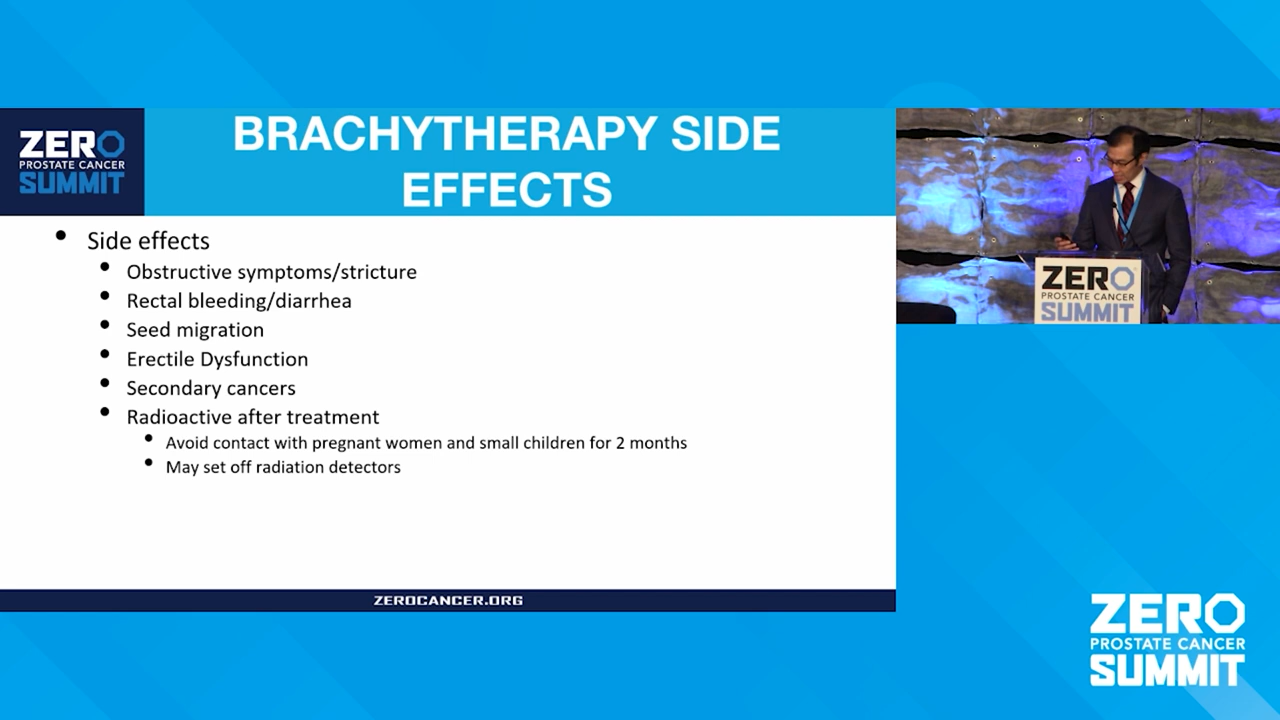 ZERO
PROSTATE CANCER
SUMMIT
BRACHYTHERAPY SIDE
EFFECTS
• Side effects
• Obstructive symptoms/stricture
• Rectal bleeding/diarrhea
• Seed migration
• Erectile Dysfunction
• Secondary cancers
• Radioactive after treatment
• Avoid contact with pregnant women and small children for 2 months
• May set off radiation detectors
ZEROCANCER.ORG
ZERO
PROSTATE CANCER
SUMMIT
ZERO
PROSTATE CANCER
SUMMIT